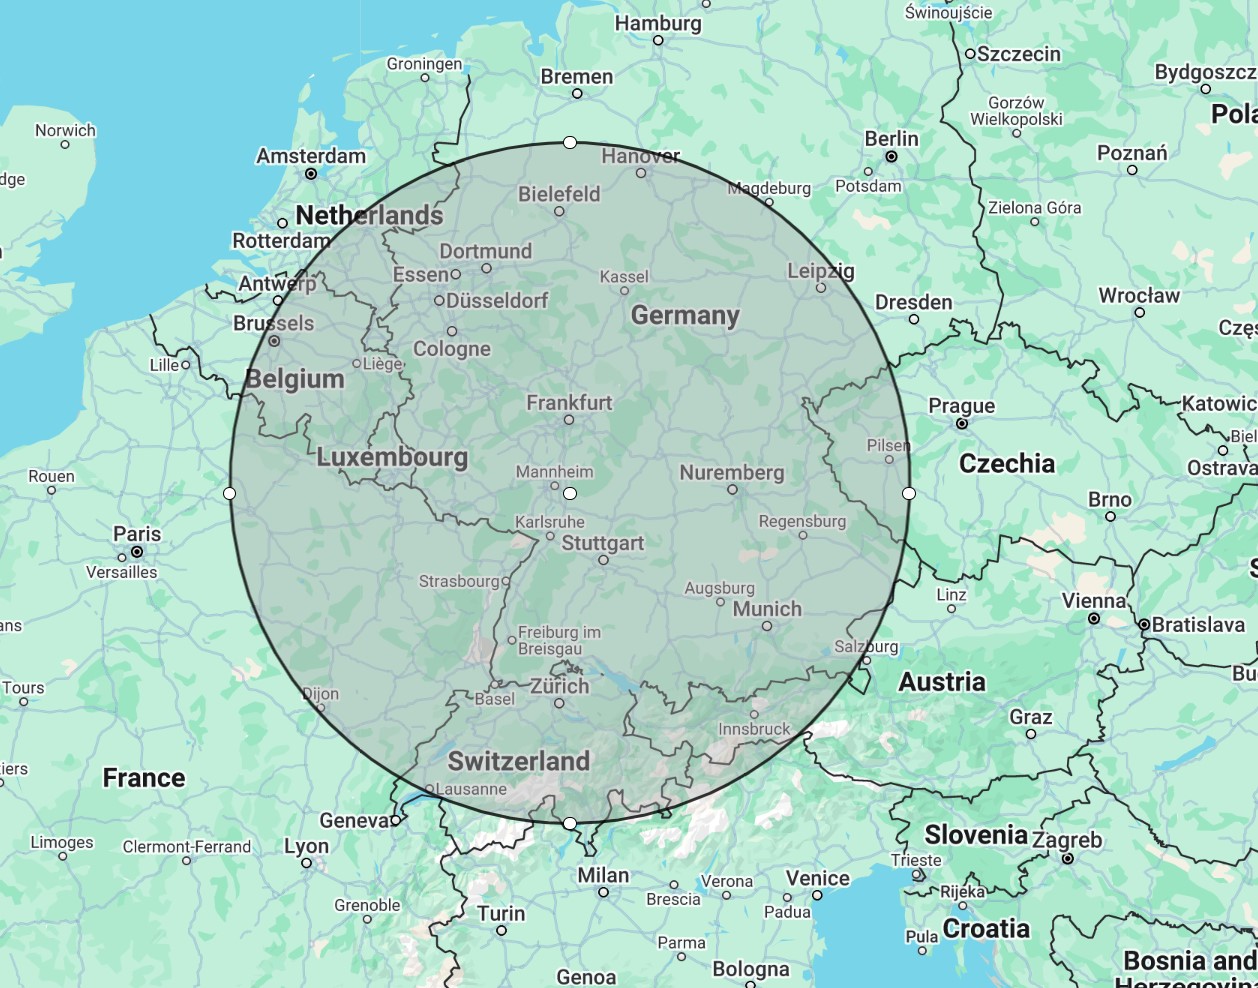 Świnoujście
Hamburg
Szczecin
Groningen
Bremen
Bydgoszcz
Gorzów
Wielkopolski
Pola
Norwich
Berlin
Amsterdam
Hanover
Poznań
dge
Magdeburg
Potsdam
Bielefeld
Netherlands
Zielona Góra
Rotterdam
Dortmund
Essen
Kassel
Leipzig
Antwerp
Düsseldorf
Dresden
Wrocław
Brussels
Germany
Częs
Cologne
Lille
Liège
Belgium
Frankfurt
Prague
Katowic
Biel
Pilsen
Luxembourg
Czechia
Ostrava
Rouen
Mannheim
Nuremberg
Brno
Karlsruhe
Regensburg
Paris
Stuttgart
Versailles
S
Strasbourg
Augsburg
Linz
Vienna
Munich
ans
Bratislava
Freiburg im
Breisgau
Salzburg
Bu
Tours
Dijon
Basel
Zürich
Austria
Innsbruck
Graz
iers
France
Switzerland
Lausanne
Geneva
Limoges
Clermont-Ferrand
Lyon
Slovenia
Zagreb
Trieste
Milan
Verona
Venice
Brescia
Rijeka
Grenoble
Turin
Padua
Croatia
Pula
Parma
Bologna
Bosnia and
Genoa
Herzegovin